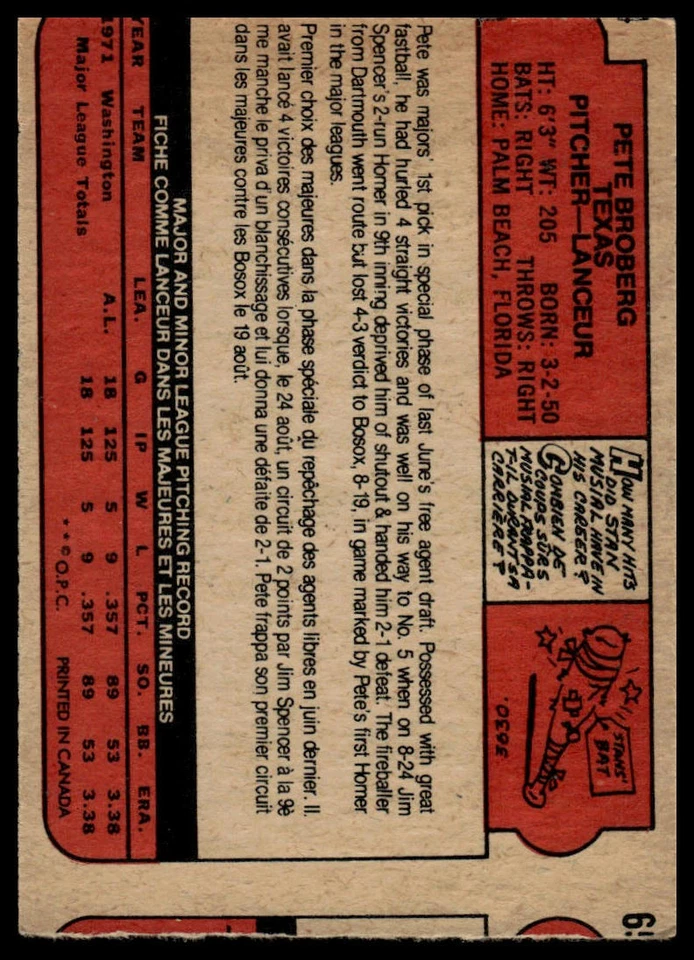 PETE BROBERG
TEXAS
PITCHER—LANCEUR
HT: 6'3" WT: 205 BORN: 3-2-50
BATS: RIGHT THROWS: RIGHT
HOME: PALM BEACH, FLORIDA
HOW MANY HITS
DID STAN
MUSIAL HAVE IN
HIS CAREER?
COMBIEN DE
COUPS SÛRS
MUSIAL FRAPPA-
T-IL DURANT SA
CARRIÈRE?
STANS'
BAT
3630.
Pete was majors' 1st pick in special phase of last June's free agent draft. Possessed with great
fastball, he had hurled 4 straight victories and was well on his way to No. 5 when on 8-24 Jim
Spencer's 2-run Homer in 9th inning deprived him of shutout & handed him 2-1 defeat. The fireballer
from Dartmouth went route but lost 4-3 verdict to Bosox, 8-19, in game marked by Pete's first Homer
in the major leagues.
Premier choix des majeures dans la phase spéciale du repêchage des agents libres en juin dernier. Il
avait lancé 4 victoires consécutives lorsque, le 24 août, un circuit de 2 points par Jim Spencer à la 9è
me manche le priva d'un blanchissage et lui donna une défaite de 2-1. Pete frappa son premier circuit
dans les majeures contre les Bosox le 19 août.
MAJOR AND MINOR LEAGUE PITCHING RECORD
FICHE COMME LANCEUR DANS LES MAJEURES ET LES MINEURES
YEAR TEAM LEA. G IP W L PCT. SO. BB. ERA.
1971 Washington A.L. 18 125 5 9 .357 89 53 3.38
Major League Totals 18 125 5 9 .357 89 53 3.38
**©O.P.C. PRINTED IN CANADA